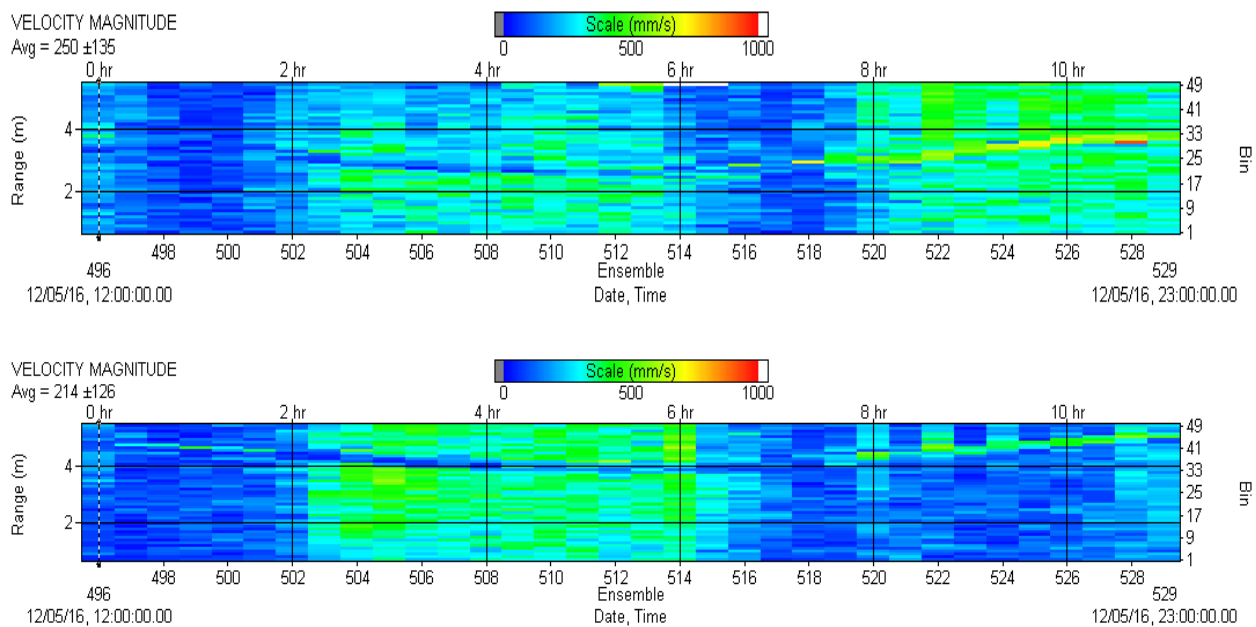 VELOCITY MAGNITUDE
Avg = 250 ±135
Scale (mm/s)
0 500 1000
0 hr 2 hr 4 hr 6 hr 8 hr 10 hr
Range (m)
4
2
49
41
33
25
17
9
1
Bin
498 500 502 504 506 508 510 512 514 516 518 520 522 524 526 528
496 Ensemble 529
12/05/16, 12:00:00.00 Date, Time 12/05/16, 23:00:00.00
VELOCITY MAGNITUDE
Avg = 214 ±126
Scale (mm/s)
0 500 1000
0 hr 2 hr 4 hr 6 hr 8 hr 10 hr
Range (m)
4
2
49
41
33
25
17
9
1
Bin
498 500 502 504 506 508 510 512 514 516 518 520 522 524 526 528
496 Ensemble 529
12/05/16, 12:00:00.00 Date, Time 12/05/16, 23:00:00.00